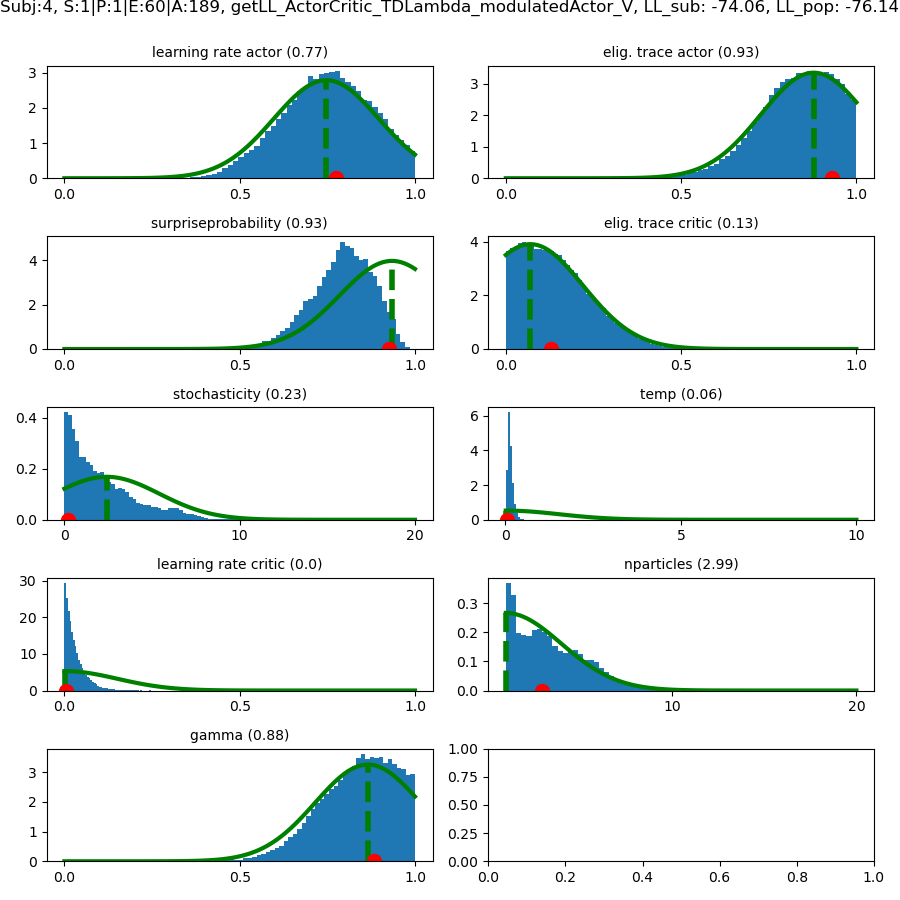 Subj:4, S:1|P:1|E:60|A:189, getLL_ActorCritic_TDLambda_modulatedActor_V, LL_sub: -74.06, LL_pop: -76.14
learning rate actor (0.77)
3
2
1
0
0.0 0.5 1.0
elig. trace actor (0.93)
3
2
1
0
0.0 0.5 1.0
surpriseprobability (0.93)
4
2
0
0.0 0.5 1.0
elig. trace critic (0.13)
4
2
0
0.0 0.5 1.0
stochasticity (0.23)
0.4
0.2
0.0
0 10 20
temp (0.06)
6
4
2
0
0 5 10
learning rate critic (0.0)
30
20
10
0
0.0 0.5 1.0
nparticles (2.99)
0.3
0.2
0.1
0.0
10 20
gamma (0.88)
3
2
1
0
0.0 0.5 1.0
1.00
0.75
0.50
0.25
0.00
0.0 0.2 0.4 0.6 0.8 1.0